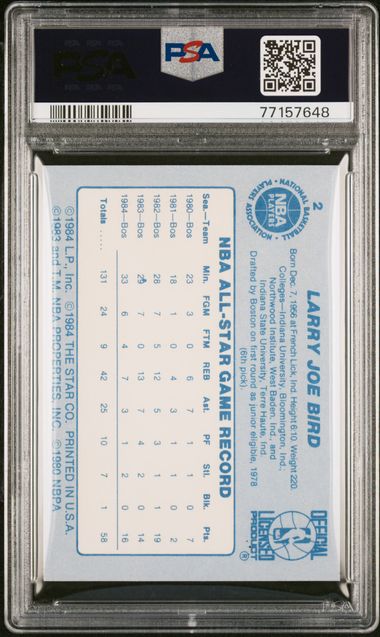 PSA
PSA
77157648
2
LARRY JOE BIRD
Born Dec. 7, 1956 at French Lick, Ind. Height 6:10. Weight 220.
Colleges—Indiana University, Bloomington, Ind.;
Northwood Institute, West Baden, Ind., and
Indiana State University, Terre Haute, Ind.
Drafted by Boston on first round as junior eligible, 1978
(6th pick).
• NATIONAL BASKETBALL •
PLAYERS ASSOCIATION
NBA
PLAYERS
OFFICIAL
LICENSED
PRODUCT
®
NBA ALL-STAR GAME RECORD
Sea.—Team Min. FGM FTM REB Ast. PF Stl. Blk. Pts.
1980—Bos 23 3 0 6 7 1 1 0 7
1981—Bos 18 1 0 4 3 1 1 0 2
1982—Bos 28 7 5 12 5 3 1 1 19
1983—Bos 29 7 0 13 7 4 2 0 14
1984—Bos 33 6 4 7 3 1 2 0 16
Totals ..... 131 24 9 42 25 10 7 1 58
©1984 L.P., Inc. ©1984 THE STAR CO. PRINTED IN U.S.A.
©1983 and T.M. NBA PROPERTIES, INC. ©1980 NBPA